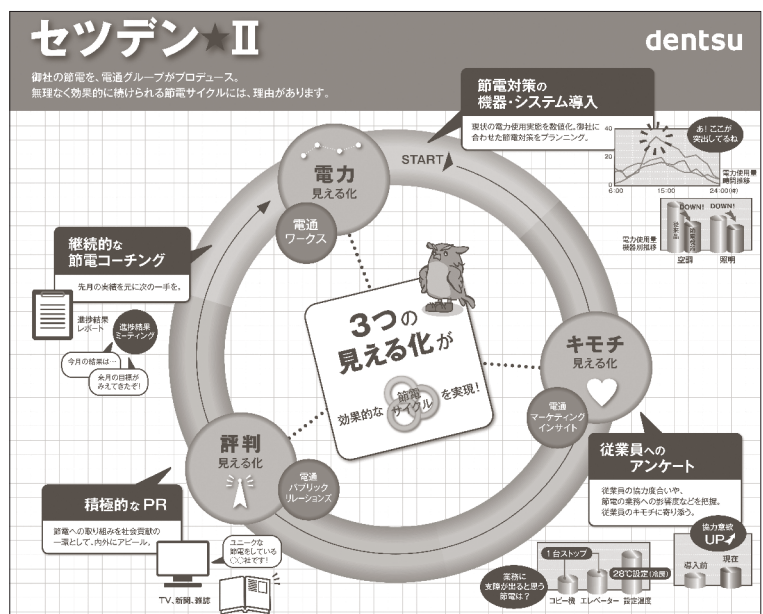 セツデン★Ⅱ
dentsu
御社の節電を、電通グループがプロデュース。
無理なく効果的に続けられる節電サイクルには、理由があります。
節電対策の
機器・システム導入
現状の電力使用実態を数値化。御社に
合わせた節電対策をプランニング。
START
あ！ここが
突出してるね
40
20
0
6:00
15:00
24:00(時)
電力使用量
時間推移
DOWN!
DOWN!
従来品
節電製品
電力使用量
機器別推移
空調
照明
電力
見える化
電通
ワークス
継続的な
節電コーチング
先月の実績を元に次の一手を。
進捗結果
レポート
進捗結果
ミーティング
今月の結果は…
来月の目標が
みえてきたぞ！
3つの
見える化が
効果的な
節電
サイクル
を実現！
キモチ
見える化
電通
マーケティング
インサイト
従業員への
アンケート
従業員の協力度合いや、
節電の業務への影響度などを把握。
従業員のキモチに寄り添う。
評判
見える化
電通
パブリック
リレーションズ
積極的なPR
節電への取り組みを社会貢献の
一環として、内外にアピール。
ユニークな
節電をしている
〇〇社です！
TV、新聞、雑誌
業務に
支障が出ると思う
節電は？
1台ストップ
28℃設定(冷房)
コピー機
エレベーター
設定温度
協力意欲
UP
導入前
現在